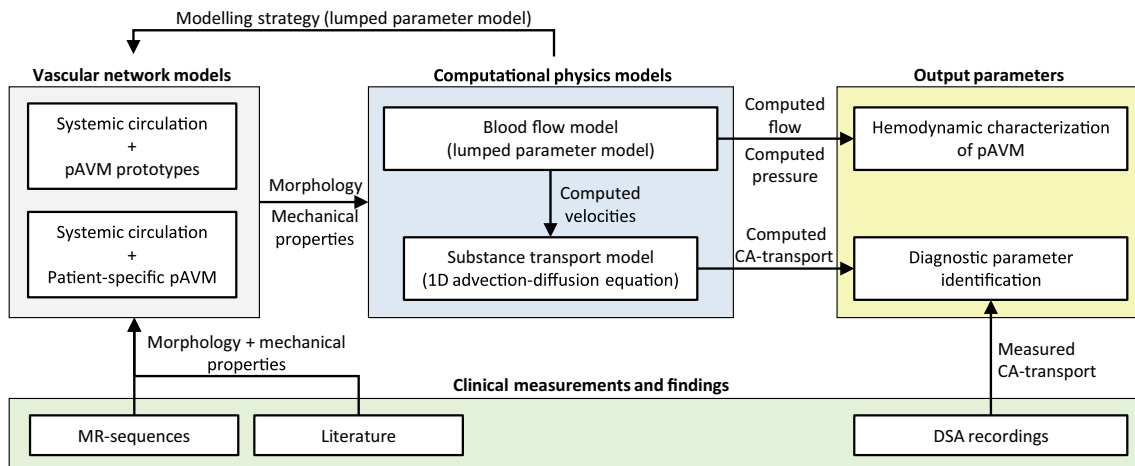 Modelling strategy (lumped parameter model)
Vascular network models
Systemic circulation
+
pAVM prototypes
Systemic circulation
+
Patient-specific pAVM
Morphology
Mechanical
properties
Computational physics models
Blood flow model
(lumped parameter model)
Computed
velocities
Substance transport model
(1D advection-diffusion equation)
Computed
flow
Computed
pressure
Computed
CA-transport
Output parameters
Hemodynamic characterization
of pAVM
Diagnostic parameter
identification
Morphology + mechanical
properties
Measured
CA-transport
Clinical measurements and findings
MR-sequences
Literature
DSA recordings